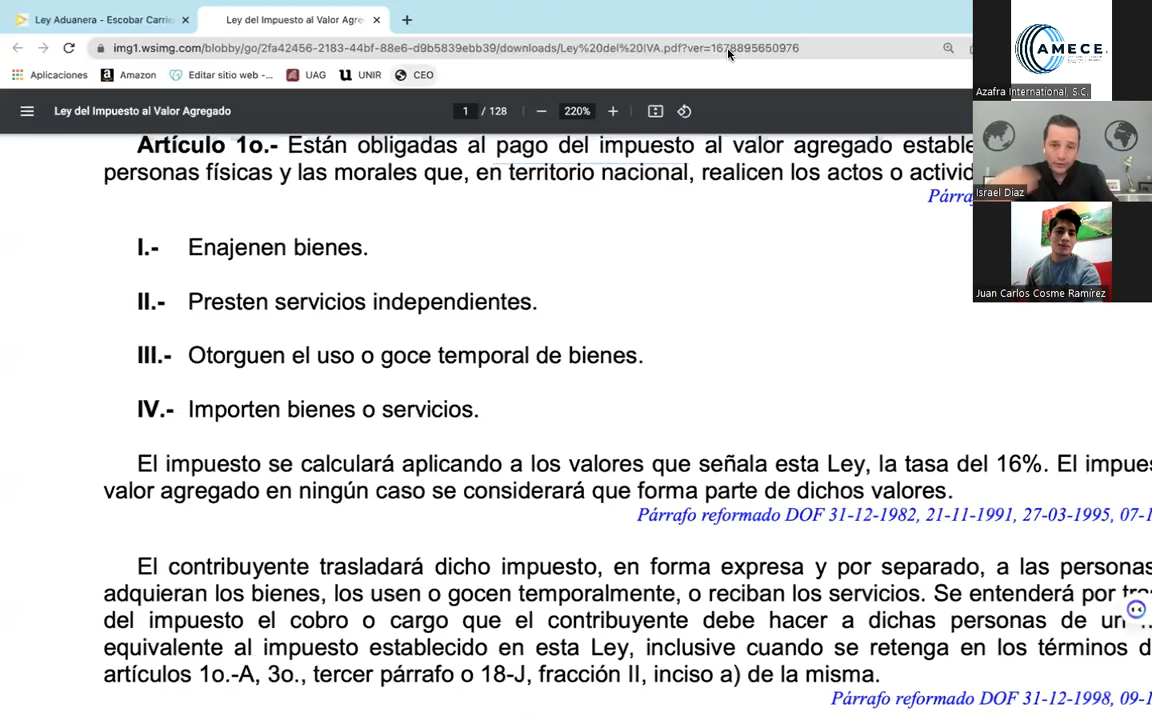 Ley Aduanera - Escobar Carri
Ley del Impuesto al Valor Agre
img1.wsimg.com/blobby/go/2fa42456-2183-44bf-88e6-d9b5839ebb39/downloads/Ley%20del%20IVA.pdf?ver=1678895650976
Aplicaciones
Amazon
Editar sitio web -...
UAG
UNIR
CEO
Ley del Impuesto al Valor Agregado
1 / 128
220%
AMECE
Azafra International, S.C.
Israel Diaz
Juan Carlos Cosme Ramírez
Artículo 1o.- Están obligadas al pago del impuesto al valor agregado estable
personas físicas y las morales que, en territorio nacional, realicen los actos o activid
Párra
I.- Enajenen bienes.
II.- Presten servicios independientes.
III.- Otorguen el uso o goce temporal de bienes.
IV.- Importen bienes o servicios.
El impuesto se calculará aplicando a los valores que señala esta Ley, la tasa del 16%. El impues
valor agregado en ningún caso se considerará que forma parte de dichos valores.
Párrafo reformado DOF 31-12-1982, 21-11-1991, 27-03-1995, 07-1
El contribuyente trasladará dicho impuesto, en forma expresa y por separado, a las personas
adquieran los bienes, los usen o gocen temporalmente, o reciban los servicios. Se entenderá por
del impuesto el cobro o cargo que el contribuyente debe hacer a dichas personas de un
equivalente al impuesto establecido en esta Ley, inclusive cuando se retenga en los términos d
artículos 1o.-A, 3o., tercer párrafo o 18-J, fracción II, inciso a) de la misma.
Párrafo reformado DOF 31-12-1998, 09-1